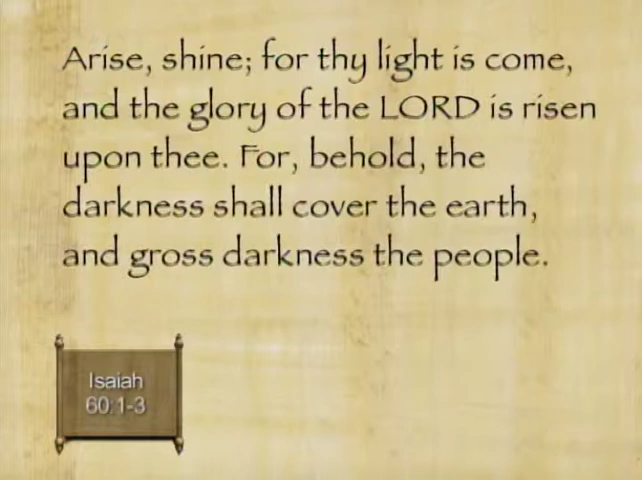 Arise, shine; for thy light is come,
and the glory of the LORD is risen
upon thee. For, behold, the
darkness shall cover the earth,
and gross darkness the people.
Isaiah
60:1-3